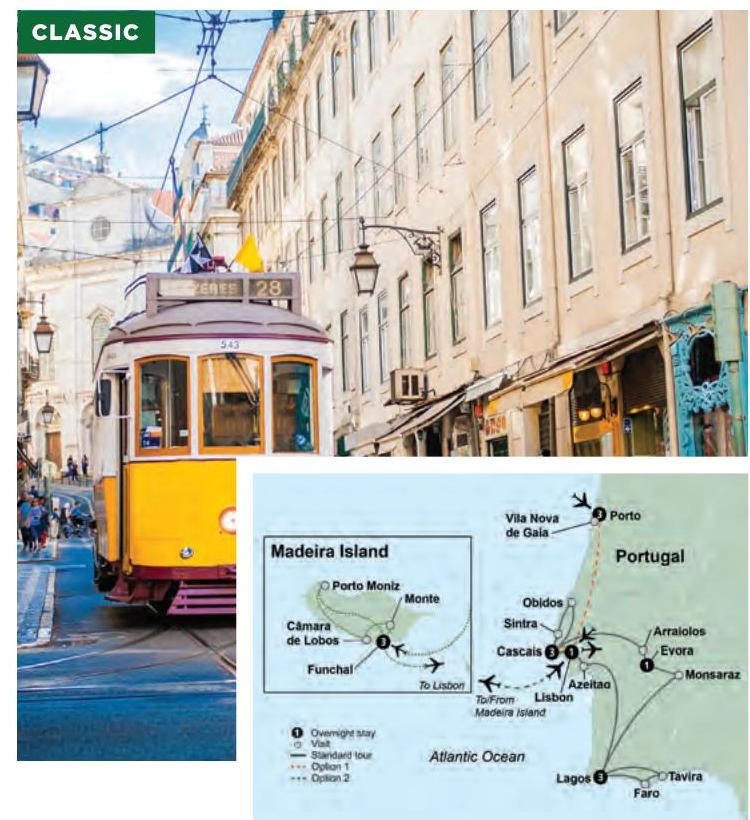 CLASSIC
28
543
Madeira Island
Porto Moniz
Monte
Câmara
de Lobos
3
Funchal
To Lisbon
3 Porto
Vila Nova
de Gaia
Portugal
Obidos
Sintra
Cascais 3 1
Lisbon
Azeitao
Arraiolos
Evora
1
Monsaraz
To/From
Madeira Island
1 Overnight stay
Visit
Standard tour
Option 1
Option 2
Atlantic Ocean
Lagos 3
Tavira
Faro